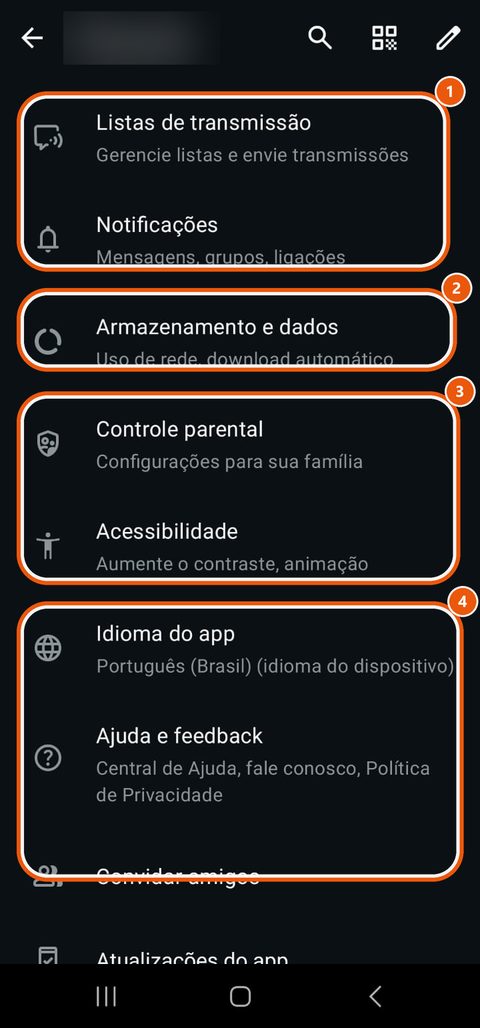 1
Listas de transmissão
Gerencie listas e envie transmissões
Notificações
Mensagens, grupos, ligações
2
Armazenamento e dados
Uso de rede, download automático
3
Controle parental
Configurações para sua família
Acessibilidade
Aumente o contraste, animação
4
Idioma do app
Português (Brasil) (idioma do dispositivo)
Ajuda e feedback
Central de Ajuda, fale conosco, Política
de Privacidade
Convidar amigos
Atualizações do app